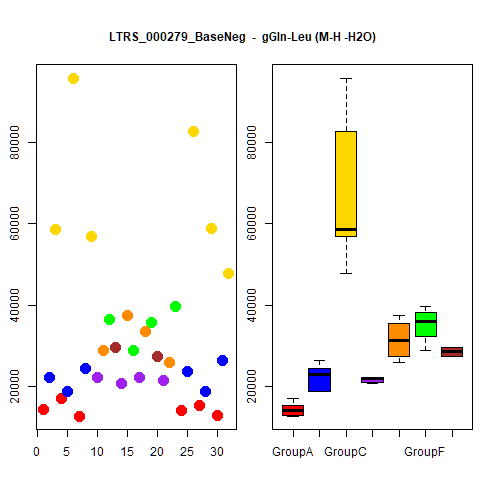 LTRS_000279_BaseNeg - gGln-Leu (M-H -H2O)
80000
60000
40000
20000
0 5 10 15 20 25 30
80000
60000
40000
20000
GroupA GroupC GroupF